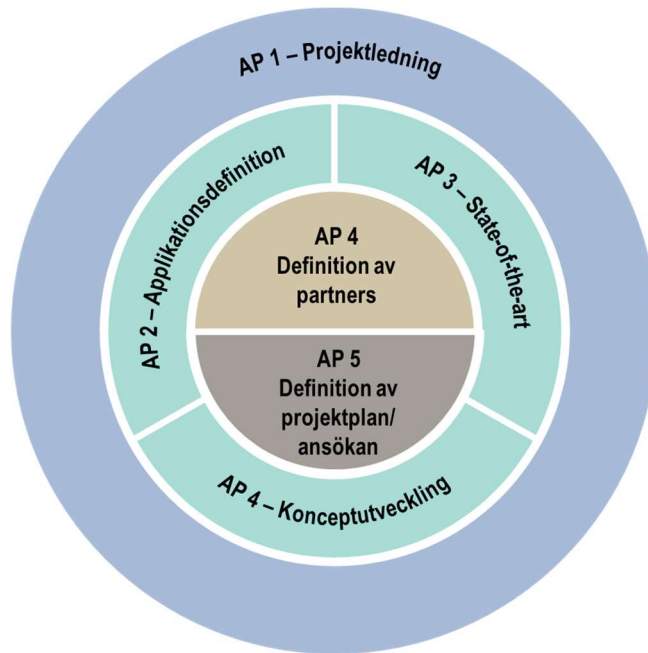 AP 1 – Projektledning
AP 2 – Applikationsdefinition
AP 3 – State-of-the-art
AP 4
Definition av
partners
AP 5
Definition av
projektplan/
ansökan
AP 4 – Konceptutveckling